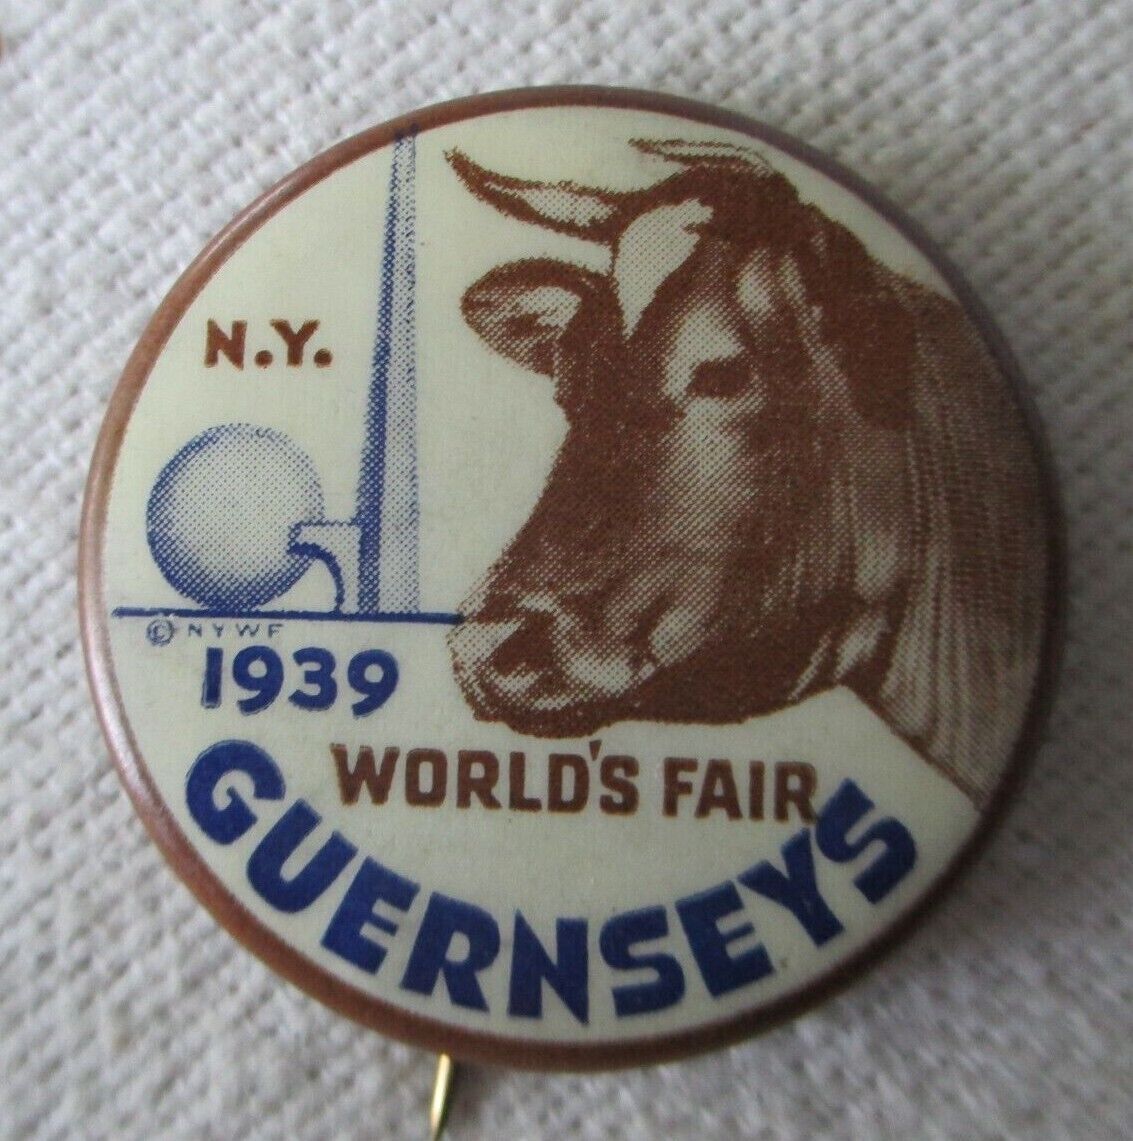 N.Y.
© NYWF
1939
WORLD'S FAIR
GUERNSEYS